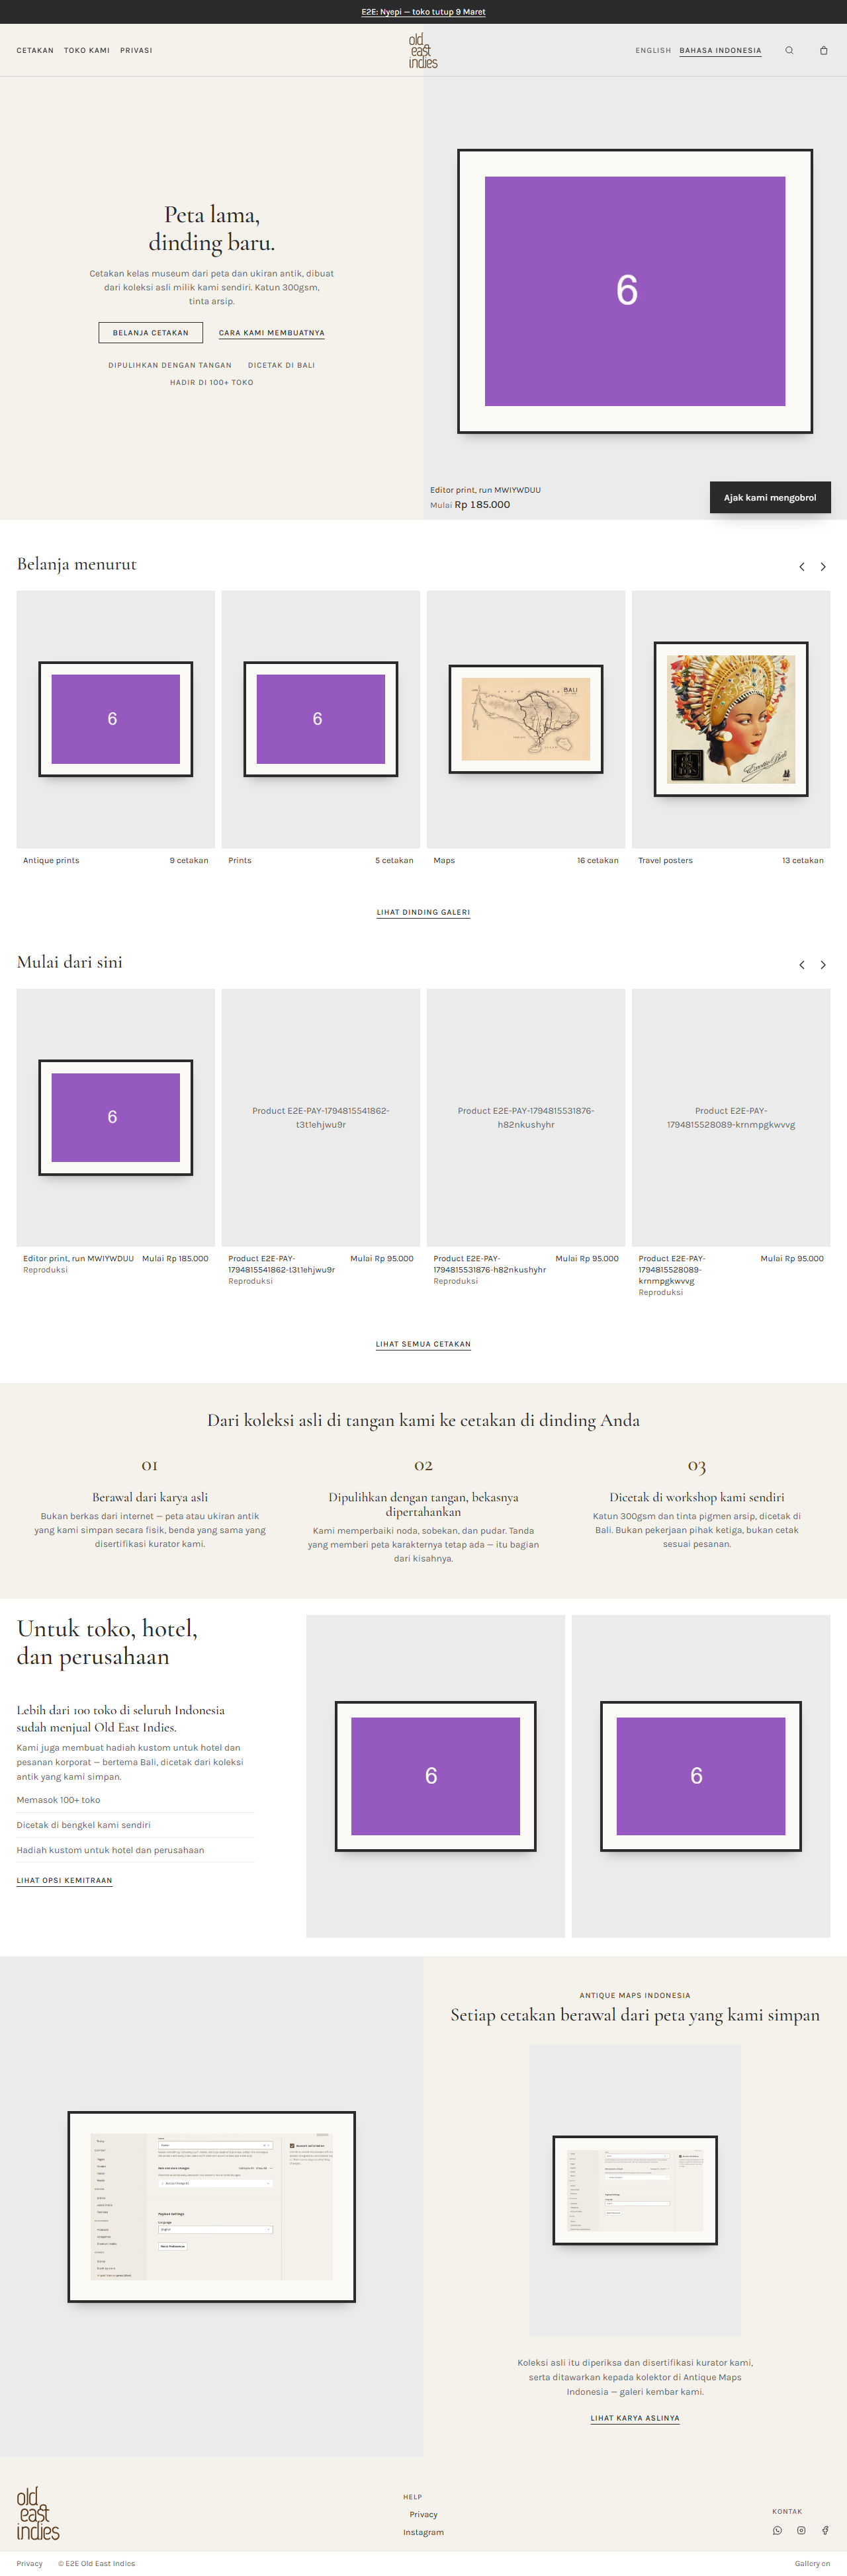 E2E: Nyepi — toko tutup 9 Maret
CETAKAN TOKO KAMI PRIVASI
old
east
indies
ENGLISH BAHASA INDONESIA
Peta lama,
dinding baru.
Cetakan kelas museum dari peta dan ukiran antik, dibuat
dari koleksi asli milik kami sendiri. Katun 300gsm,
tinta arsip.
BELANJA CETAKAN CARA KAMI MEMBUATNYA
DIPULIHKAN DENGAN TANGAN DICETAK DI BALI
HADIR DI 100+ TOKO
6
Editor print, run MWIYWDUU
Mulai Rp 185.000
Ajak kami mengobrol
Belanja menurut
6
6
BALI
Antique prints 9 cetakan
Prints 5 cetakan
Maps 16 cetakan
Travel posters 13 cetakan
LIHAT DINDING GALERI
Mulai dari sini
6
Product E2E-PAY-1794815541862-
t3t1ehjwu9r
Product E2E-PAY-1794815531876-
h82nkushyhr
Product E2E-PAY-
1794815528089-krnmpgkwvvg
Editor print, run MWIYWDUU Mulai Rp 185.000
Reproduksi
Product E2E-PAY- Mulai Rp 95.000
1794815541862-t3t1ehjwu9r
Reproduksi
Product E2E-PAY- Mulai Rp 95.000
1794815531876-h82nkushyhr
Reproduksi
Product E2E-PAY- Mulai Rp 95.000
1794815528089-
krnmpgkwvvg
Reproduksi
LIHAT SEMUA CETAKAN
Dari koleksi asli di tangan kami ke cetakan di dinding Anda
01
Berawal dari karya asli
Bukan berkas dari internet — peta atau ukiran antik
yang kami simpan secara fisik, benda yang sama yang
disertifikasi kurator kami.
02
Dipulihkan dengan tangan, bekasnya
dipertahankan
Kami memperbaiki noda, sobekan, dan pudar. Tanda
yang memberi peta karakternya tetap ada — itu bagian
dari kisahnya.
03
Dicetak di workshop kami sendiri
Katun 300gsm dan tinta pigmen arsip, dicetak di
Bali. Bukan pekerjaan pihak ketiga, bukan cetak
sesuai pesanan.
Untuk toko, hotel,
dan perusahaan
Lebih dari 100 toko di seluruh Indonesia
sudah menjual Old East Indies.
Kami juga membuat hadiah kustom untuk hotel dan
pesanan korporat — bertema Bali, dicetak dari koleksi
antik yang kami simpan.
Memasok 100+ toko
Dicetak di bengkel kami sendiri
Hadiah kustom untuk hotel dan perusahaan
LIHAT OPSI KEMITRAAN
6
6
ANTIQUE MAPS INDONESIA
Setiap cetakan berawal dari peta yang kami simpan
Koleksi asli itu diperiksa dan disertifikasi kurator kami,
serta ditawarkan kepada kolektor di Antique Maps
Indonesia — galeri kembar kami.
LIHAT KARYA ASLINYA
old
east
indies
HELP
Privacy
Instagram
KONTAK
Privacy © E2E Old East Indies
Gallery en